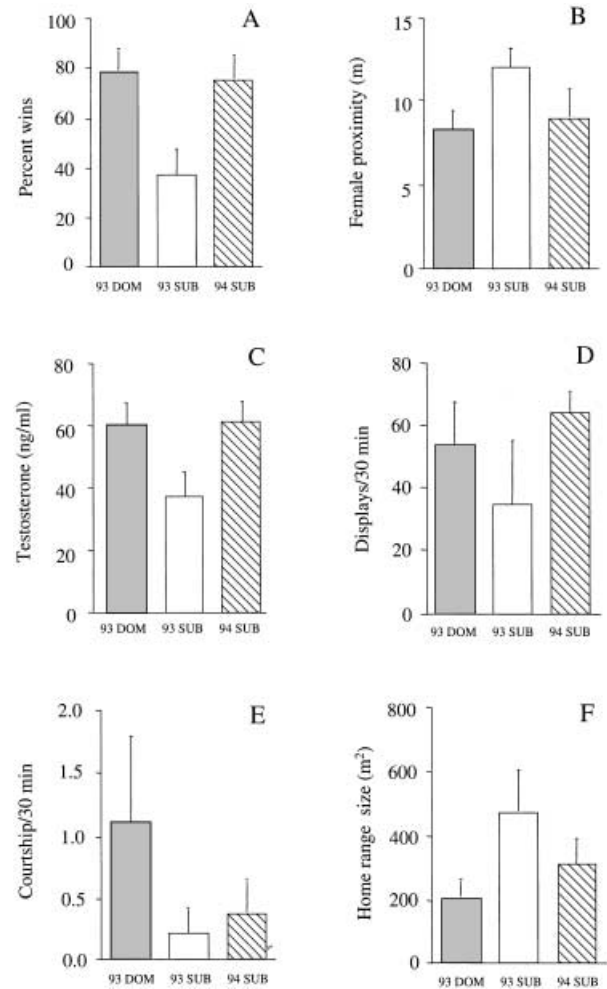 A
Percent wins
100
80
60
40
20
0
93 DOM 93 SUB 94 SUB
B
Female proximity (m)
15
10
5
0
93 DOM 93 SUB 94 SUB
C
Testosterone (ng/ml)
80
60
40
20
0
93 DOM 93 SUB 94 SUB
D
Displays/30 min
80
60
40
20
0
93 DOM 93 SUB 94 SUB
E
Courtship/30 min
2.0
1.5
1.0
0.5
0.0
93 DOM 93 SUB 94 SUB
F
Home range size (m²)
800
600
400
200
0
93 DOM 93 SUB 94 SUB